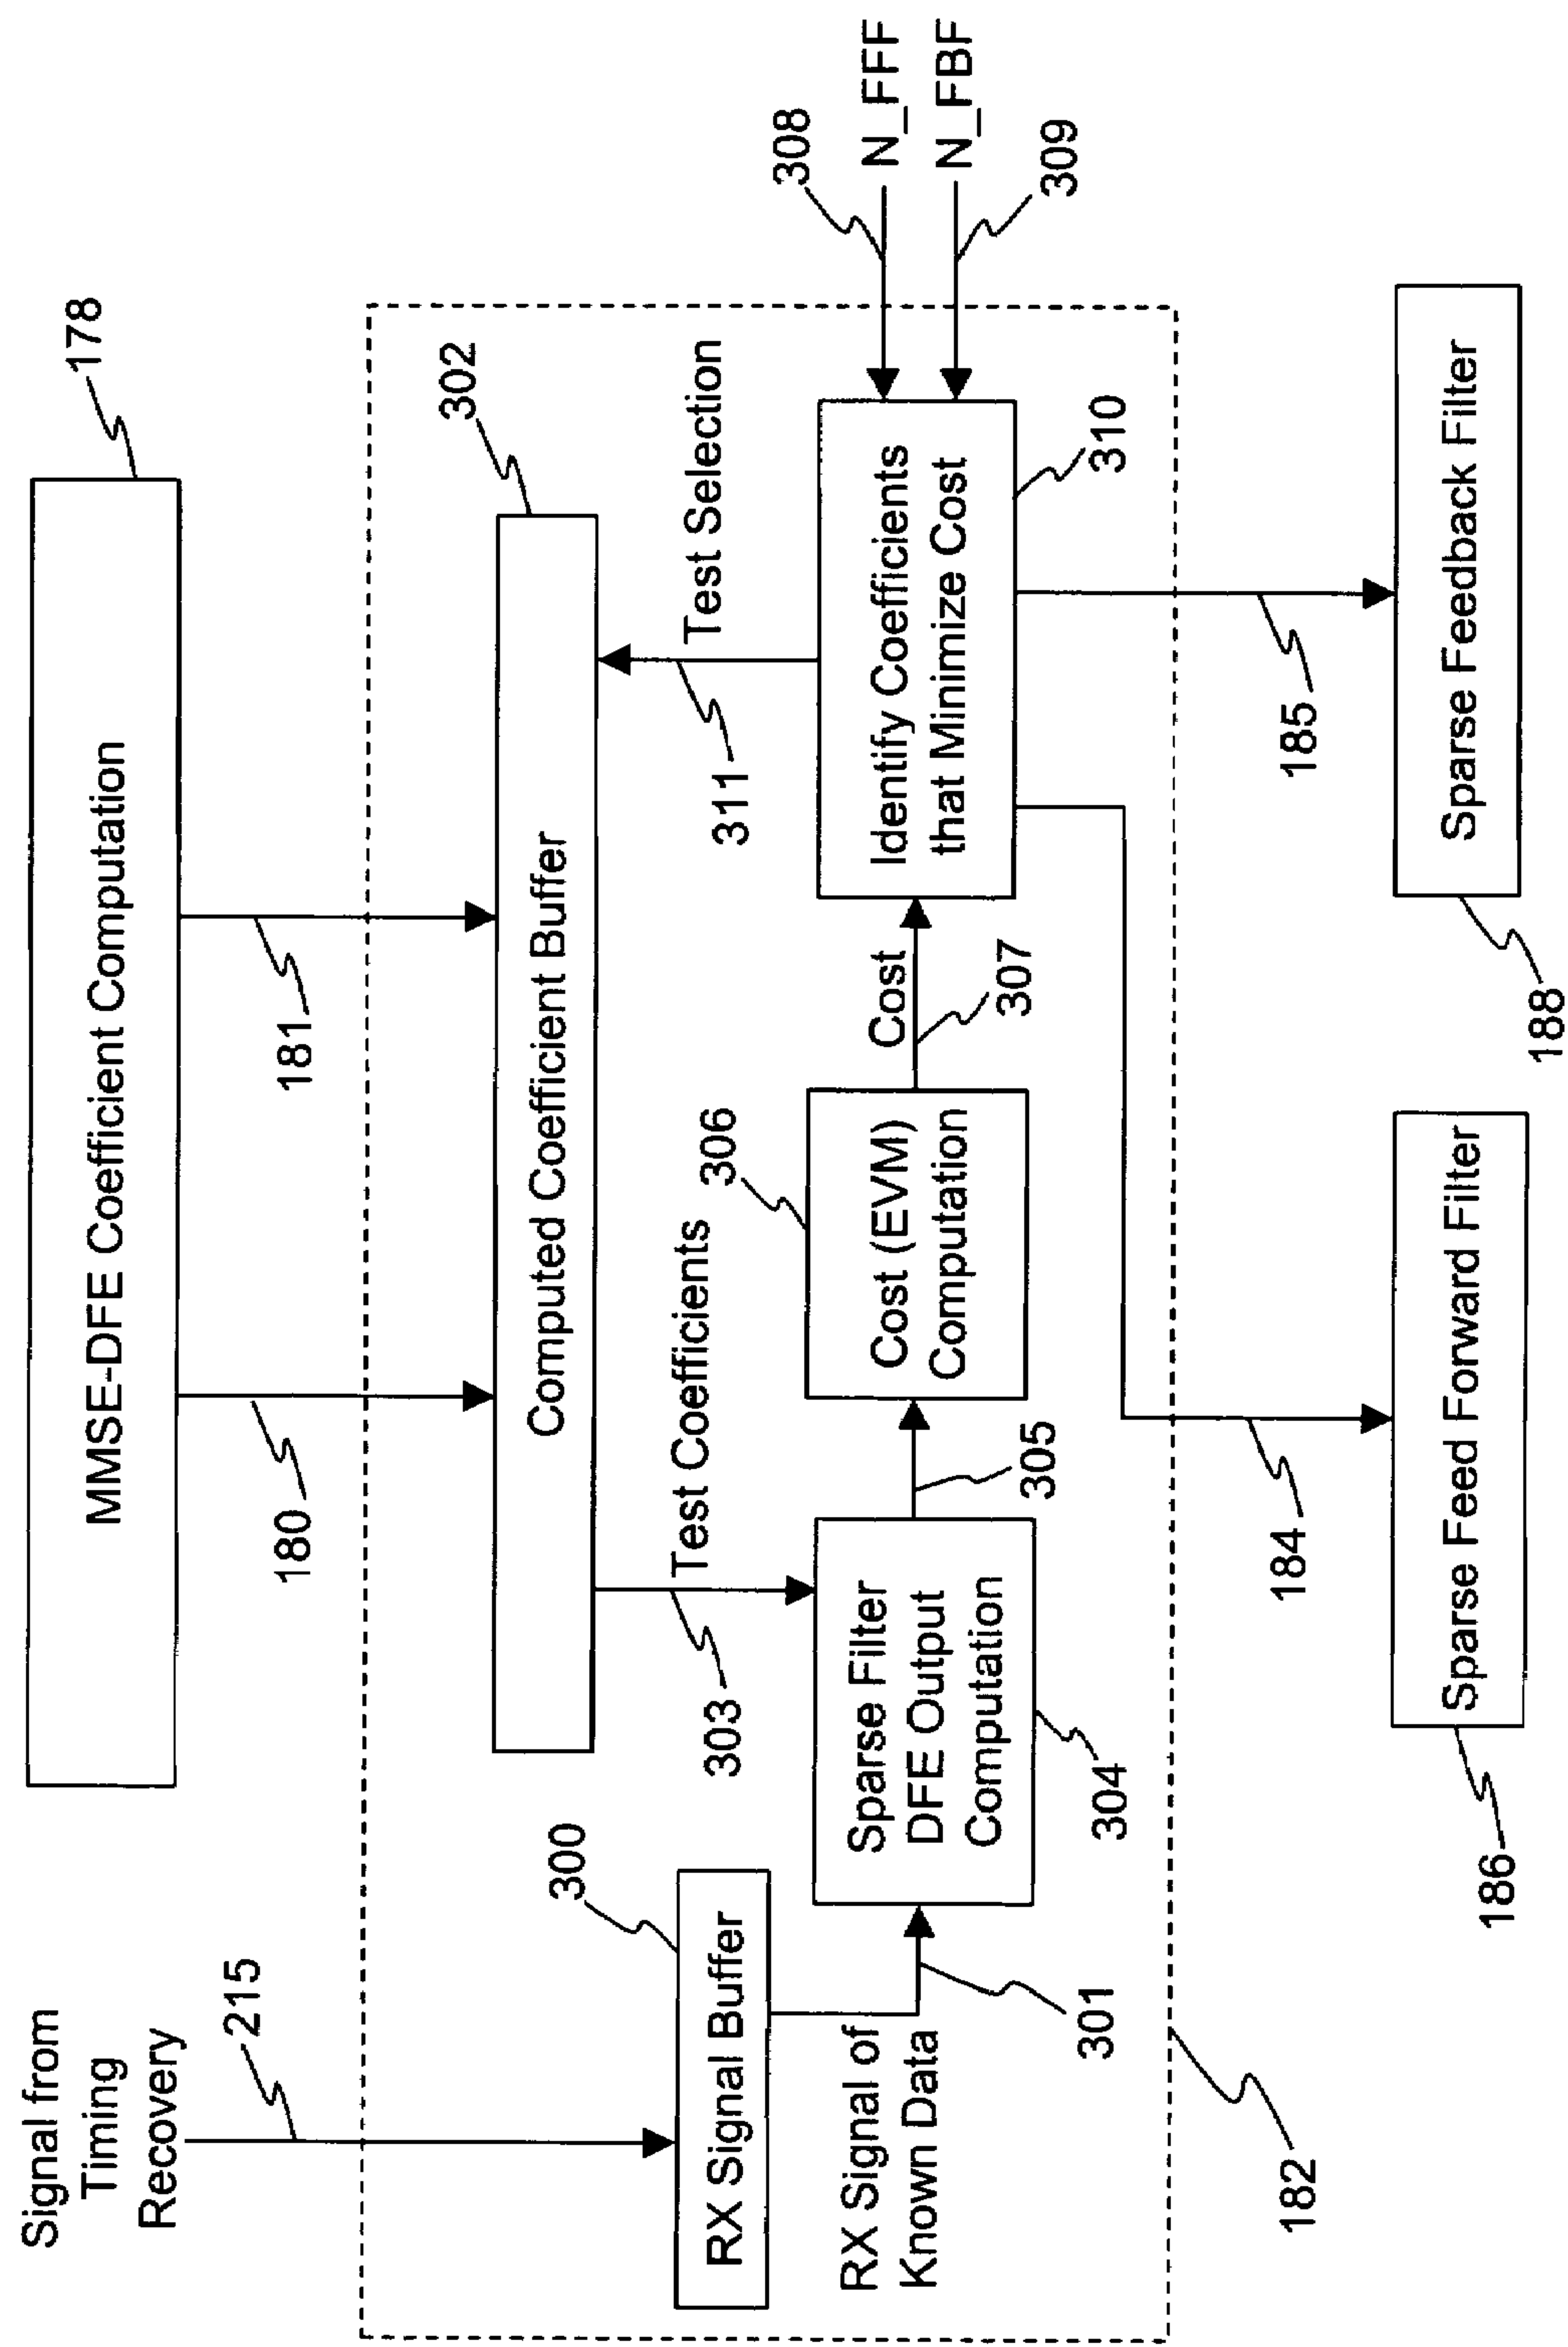 Signal from
Timing
Recovery
215
MMSE-DFE Coefficient Computation
178
180
181
302
Computed Coefficient Buffer
300
RX Signal Buffer
303
Test Coefficients
311
Test Selection
RX Signal of
Known Data
301
Sparse Filter
DFE Output
Computation
304
305
306
Cost (EVM)
Computation
Cost
307
Identify Coefficients
that Minimize Cost
310
308
N_FFF
N_FBF
309
182
184
185
186
Sparse Feed Forward Filter
188
Sparse Feedback Filter